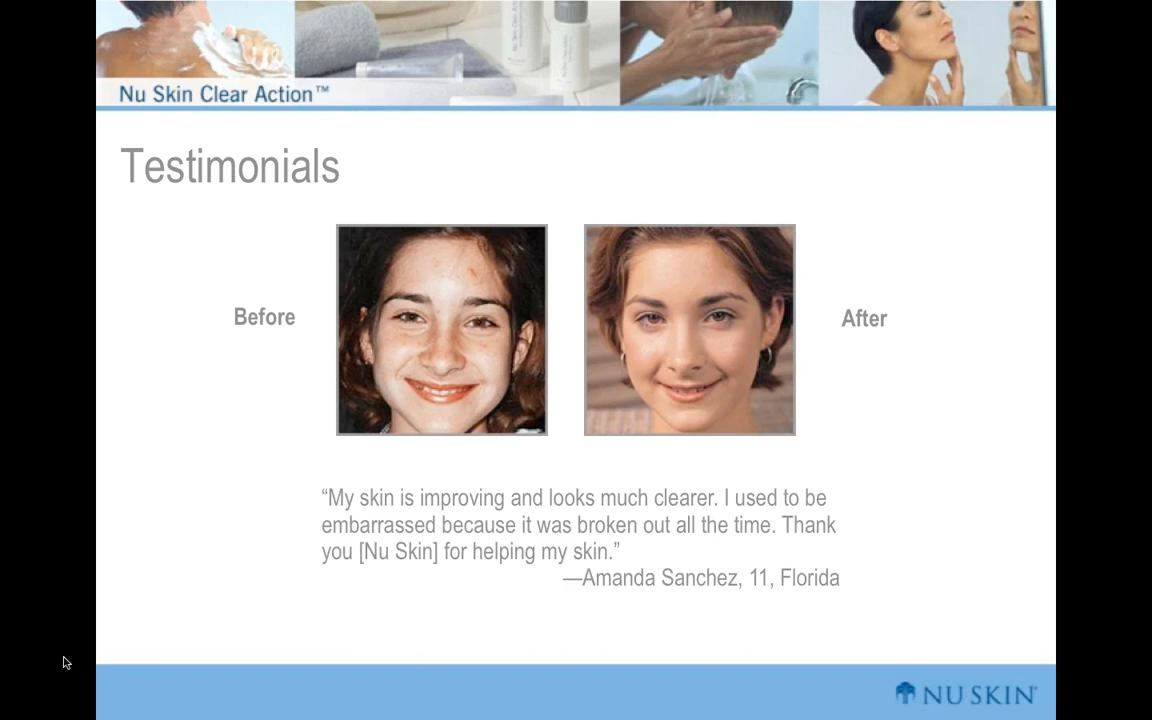 Nu Skin Clear Action™
Testimonials
Before
After
“My skin is improving and looks much clearer. I used to be
embarrassed because it was broken out all the time. Thank
you [Nu Skin] for helping my skin.”
—Amanda Sanchez, 11, Florida
NU SKIN